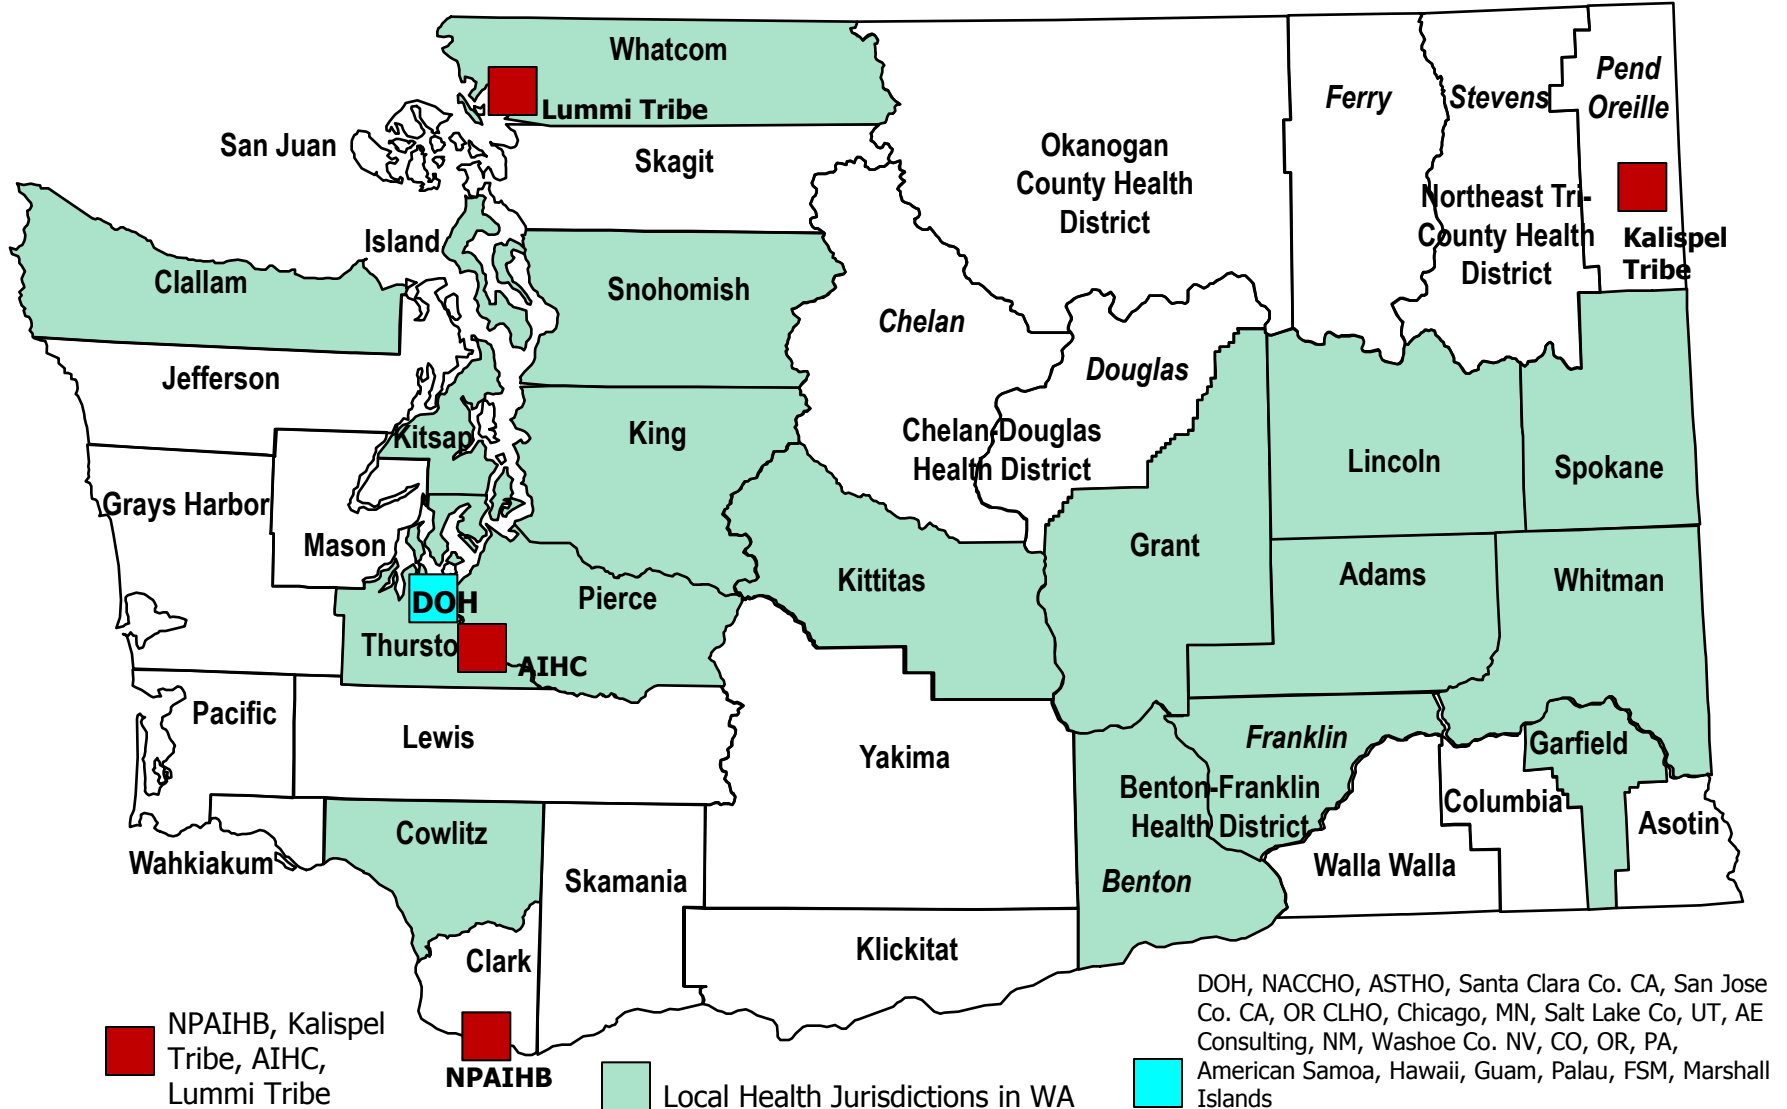 Whatcom
Lummi Tribe
San Juan
Skagit
Okanogan
County Health
District
Ferry
Stevens
Pend
Oreille
Northeast Tri-
County Health
District
Kalispel
Tribe
Island
Clallam
Snohomish
Chelan
Douglas
Jefferson
Kitsap
King
Chelan-Douglas
Health District
Lincoln
Spokane
Grays Harbor
Mason
Grant
Adams
Whitman
Kittitas
DOH
Pierce
Thursto
AIHC
Pacific
Lewis
Yakima
Franklin
Garfield
Benton-Franklin
Health District
Columbia
Asotin
Cowlitz
Wahkiakum
Skamania
Benton
Walla Walla
Clark
Klickitat
NPAIHB
NPAIHB, Kalispel
Tribe, AIHC,
Lummi Tribe
Local Health Jurisdictions in WA
DOH, NACCHO, ASTHO, Santa Clara Co. CA, San Jose
Co. CA, OR CLHO, Chicago, MN, Salt Lake Co, UT, AE
Consulting, NM, Washoe Co. NV, CO, OR, PA,
American Samoa, Hawaii, Guam, Palau, FSM, Marshall
Islands